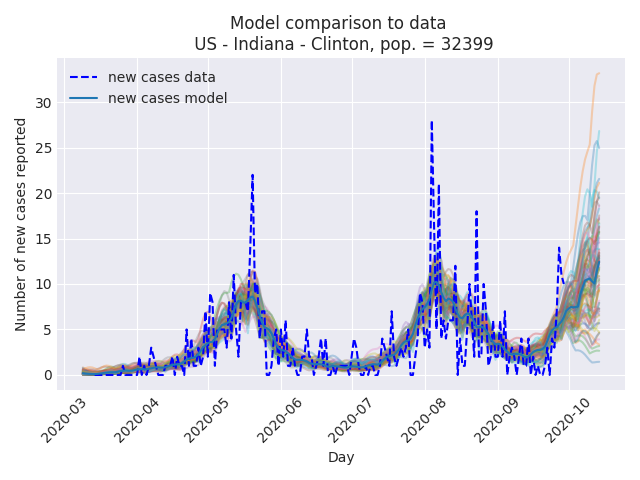 Model comparison to data
US - Indiana - Clinton, pop. = 32399
new cases data
new cases model
Number of new cases reported
30
25
20
15
10
5
0
2020-03
2020-04
2020-05
2020-06
2020-07
2020-08
2020-09
2020-10
Day